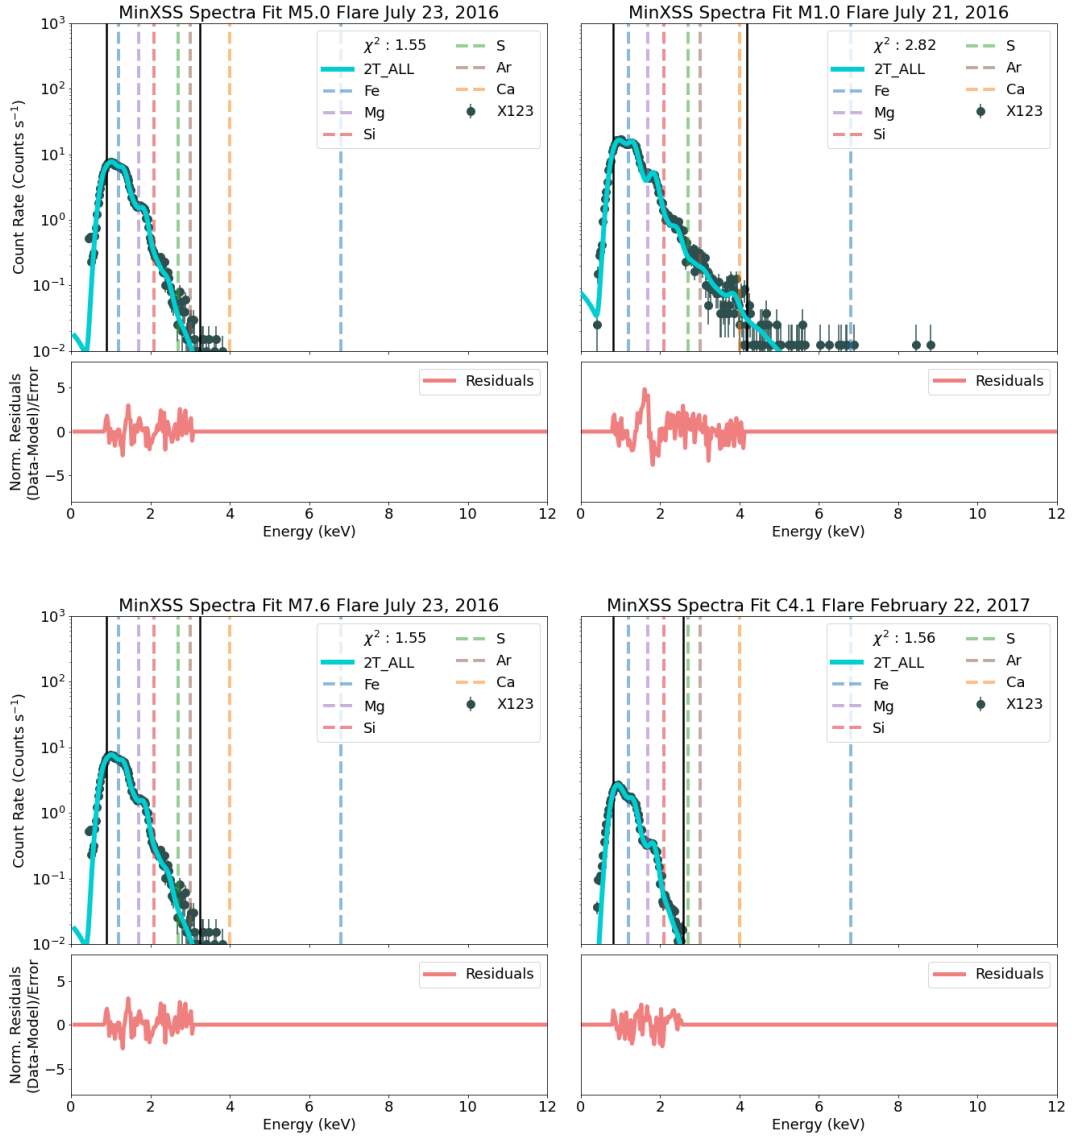 MinXSS Spectra Fit M5.0 Flare July 23, 2016
Count Rate (Counts s⁻¹)
10³
10²
10¹
10⁰
10⁻¹
10⁻²
χ² : 1.55
2T_ALL
Fe
Mg
Si
S
Ar
Ca
X123
Norm. Residuals
(Data-Model)/Error
5
0
−5
Residuals
0 2 4 6 8 10 12
Energy (keV)
MinXSS Spectra Fit M1.0 Flare July 21, 2016
χ² : 2.82
2T_ALL
Fe
Mg
Si
S
Ar
Ca
X123
Residuals
0 2 4 6 8 10 12
Energy (keV)
MinXSS Spectra Fit M7.6 Flare July 23, 2016
Count Rate (Counts s⁻¹)
10³
10²
10¹
10⁰
10⁻¹
10⁻²
χ² : 1.55
2T_ALL
Fe
Mg
Si
S
Ar
Ca
X123
Norm. Residuals
(Data-Model)/Error
5
0
−5
Residuals
0 2 4 6 8 10 12
Energy (keV)
MinXSS Spectra Fit C4.1 Flare February 22, 2017
χ² : 1.56
2T_ALL
Fe
Mg
Si
S
Ar
Ca
X123
Residuals
0 2 4 6 8 10 12
Energy (keV)